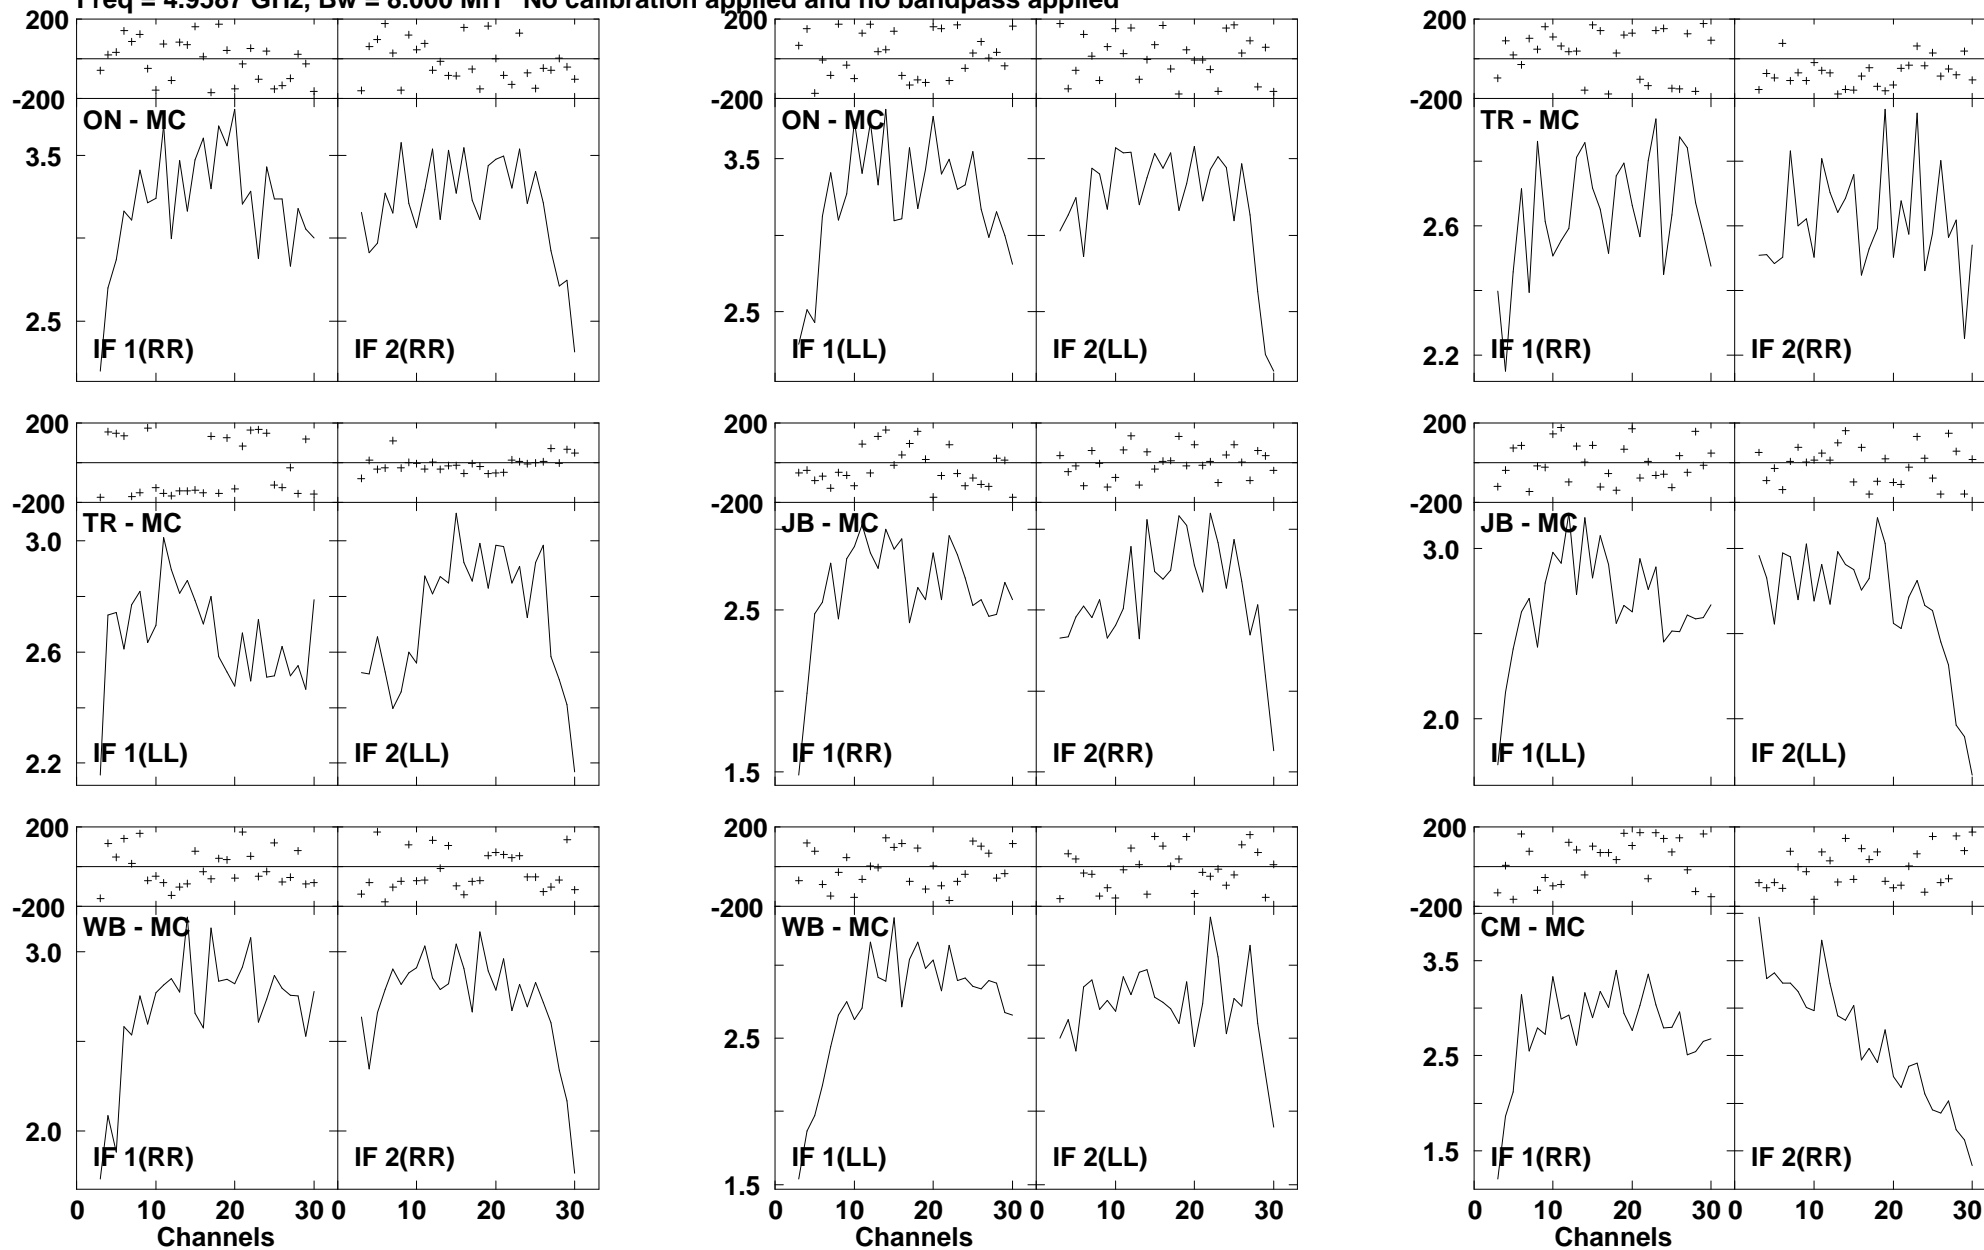 Freq = 4.9587 GHz, Bw = 8.000 MH No calibration applied and no bandpass applied
200 200 200
-200 -200 -200
ON - MC ON - MC TR - MC
3.5 3.5 2.6
2.5 2.5 2.2
IF 1(RR) IF 2(RR) IF 1(LL) IF 2(LL) IF 1(RR) IF 2(RR)
200 200 200
-200 -200 -200
TR - MC JB - MC JB - MC
3.0 2.5 3.0
2.6 2.0
2.2 1.5
IF 1(LL) IF 2(LL) IF 1(RR) IF 2(RR) IF 1(LL) IF 2(LL)
200 200 200
-200 -200 -200
WB - MC WB - MC CM - MC
3.0 2.5 3.5
2.0 1.5 2.5
1.5
IF 1(RR) IF 2(RR) IF 1(LL) IF 2(LL) IF 1(RR) IF 2(RR)
0 10 20 30 0 10 20 30 0 10 20 30 0 10 20 30 0 10 20 30 0 10 20 30
Channels Channels Channels